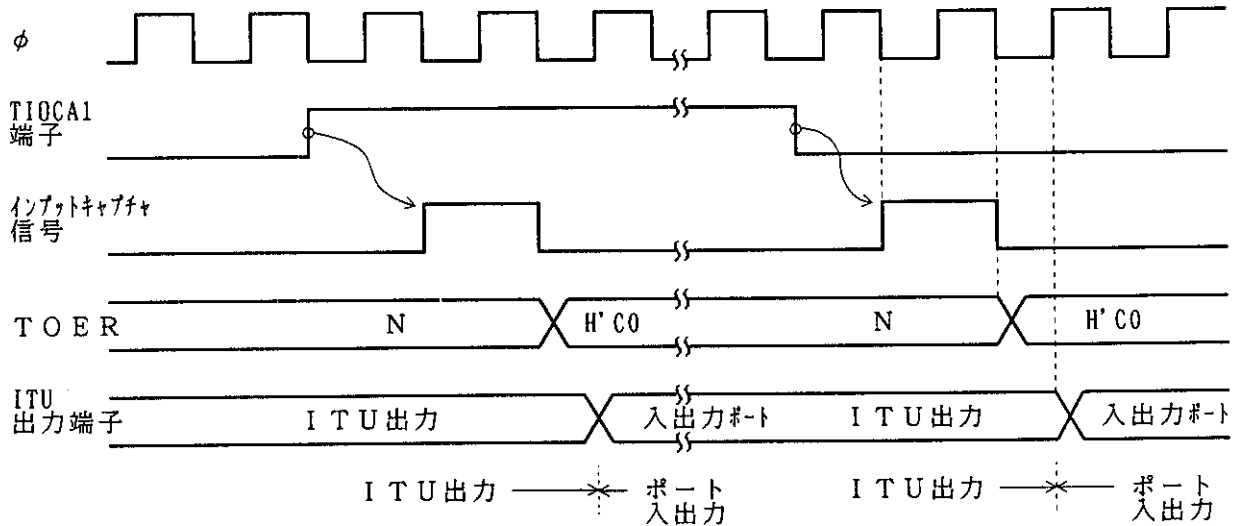 φ
TIOCA1
端子
インプットキャプチャ
信号
TOER
N
H'C0
N
H'C0
ITU
出力端子
ITU出力
入出力ポート
ITU出力
入出力ポート
ITU出力
ポート
入出力
ITU出力
ポート
入出力